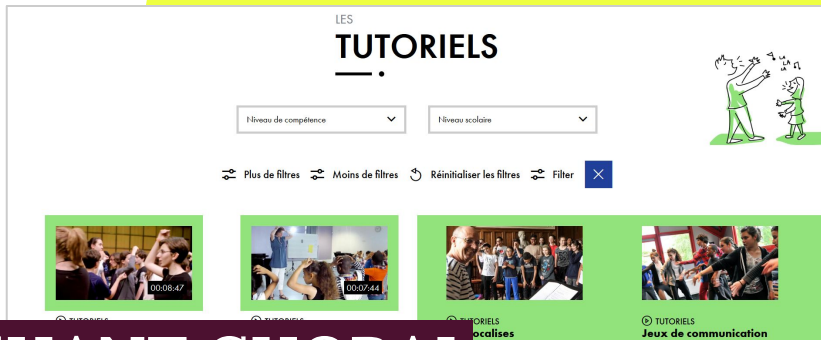 LES
TUTORIELS
Niveau de compétence
Niveau scolaire
Plus de filtres Moins de filtres Réinitialiser les filtres Filter
00:08:47
00:07:44
TUTORIELS
TUTORIELS
TUTORIELS
TUTORIELS
Jeux de communication